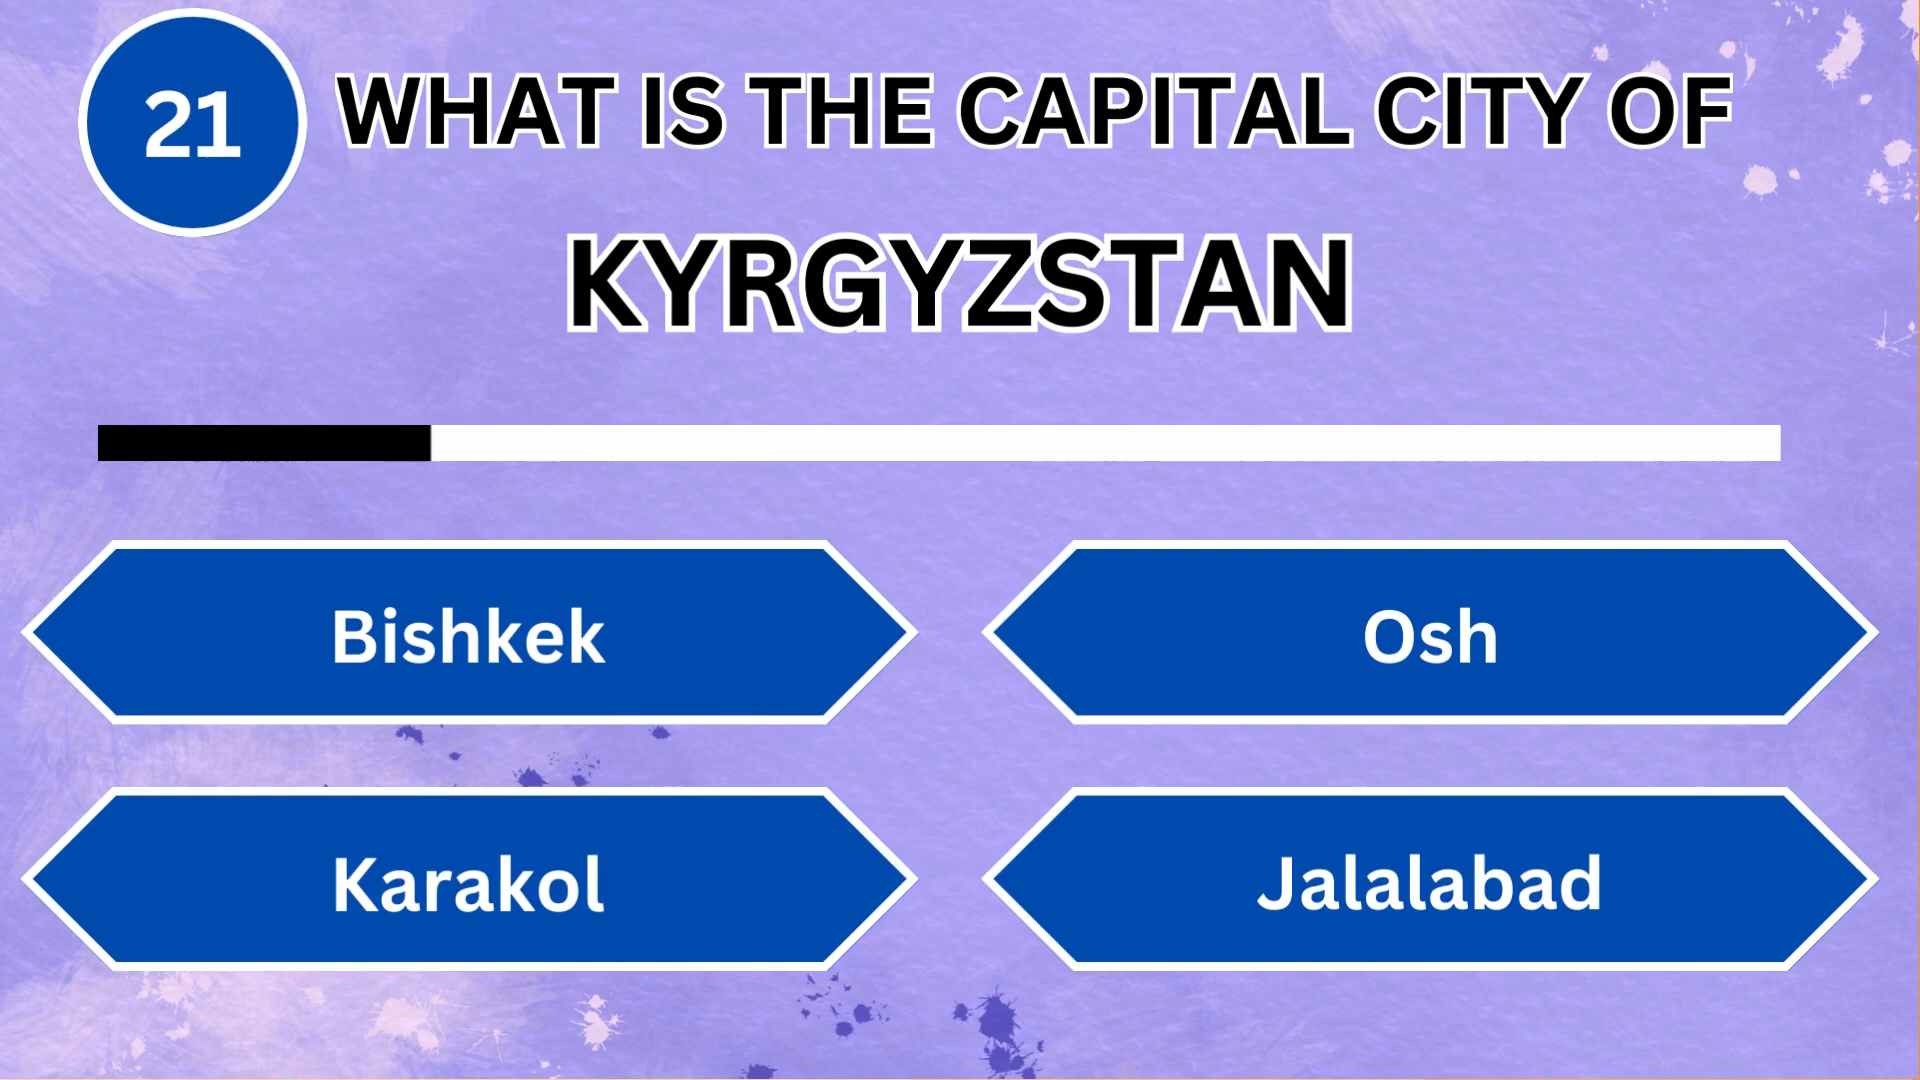 21
WHAT IS THE CAPITAL CITY OF
KYRGYZSTAN
Bishkek
Osh
Karakol
Jalalabad